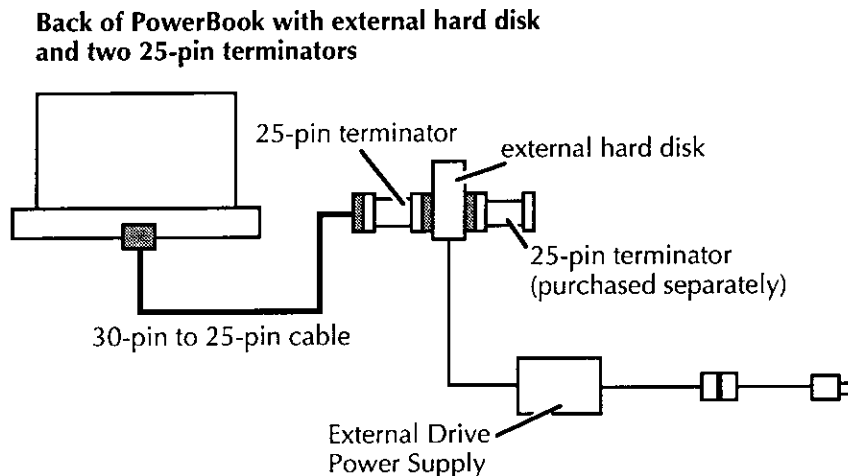 Back of PowerBook with external hard disk
and two 25-pin terminators
25-pin terminator
external hard disk
25-pin terminator
(purchased separately)
30-pin to 25-pin cable
External Drive
Power Supply